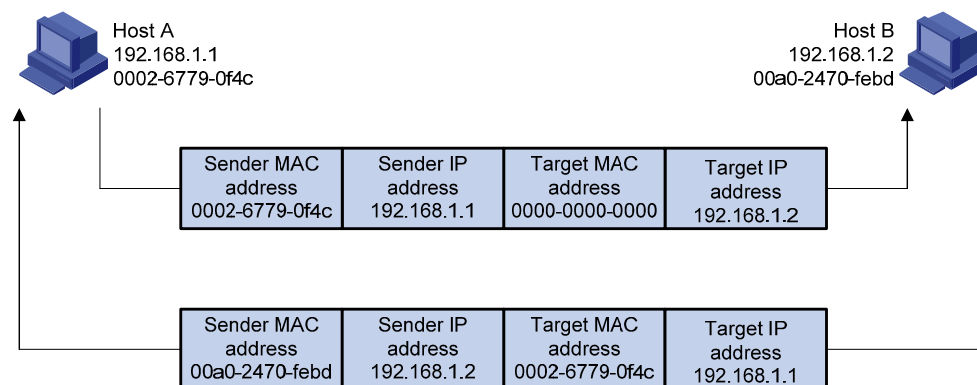 Host A
192.168.1.1
0002-6779-0f4c
Host B
192.168.1.2
00a0-2470-febd
Sender MAC
address
0002-6779-0f4c
Sender IP
address
192.168.1.1
Target MAC
address
0000-0000-0000
Target IP
address
192.168.1.2
Sender MAC
address
00a0-2470-febd
Sender IP
address
192.168.1.2
Target MAC
address
0002-6779-0f4c
Target IP
address
192.168.1.1